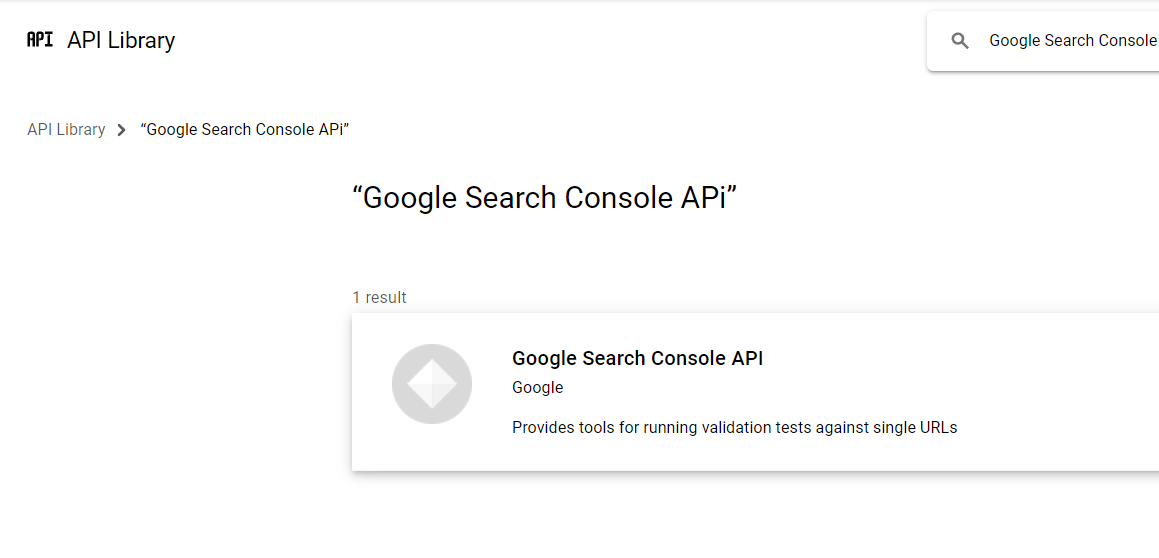 API API Library
Google Search Console
API Library > “Google Search Console APi”
“Google Search Console APi”
1 result
Google Search Console API
Google
Provides tools for running validation tests against single URLs